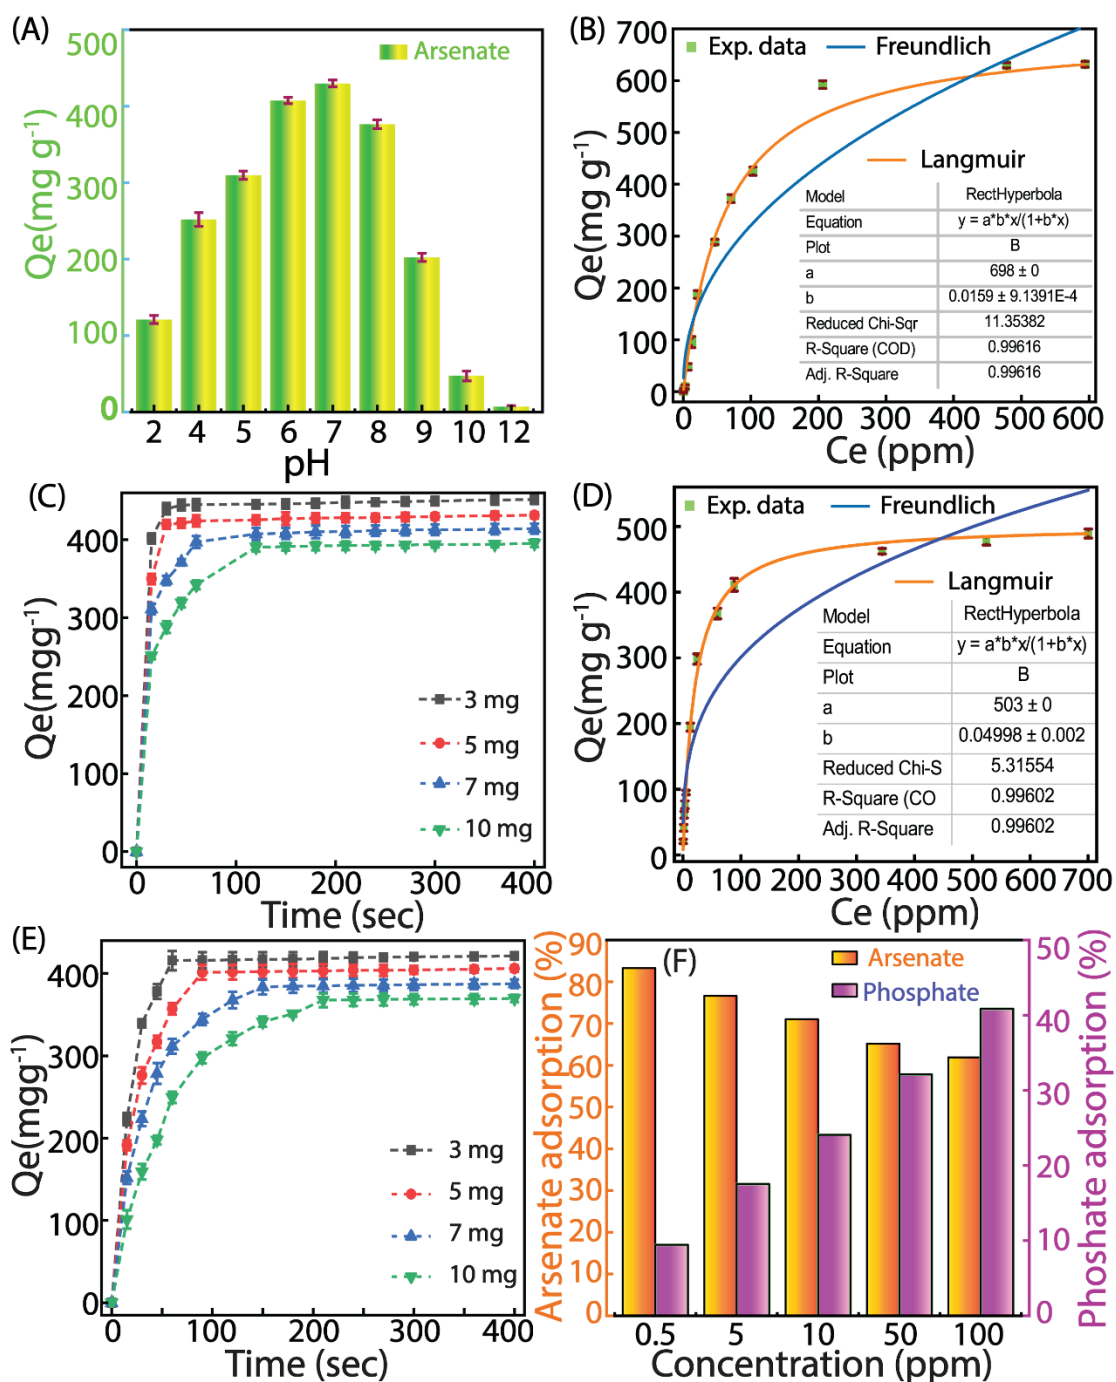 (A)
Arsenate
Qe(mg g⁻¹)
500
400
300
200
100
0
2 4 5 6 7 8 9 10 12
pH
(B)
Exp. data
Freundlich
Langmuir
Qe(mg g⁻¹)
700
600
500
400
300
200
100
0
Model RectHyperbola
Equation y = a*b*x/(1+b*x)
Plot B
a 698 ± 0
b 0.0159 ± 9.1391E-4
Reduced Chi-Sqr 11.35382
R-Square (COD) 0.99616
Adj. R-Square 0.99616
0 100 200 300 400 500 600
Ce (ppm)
(C)
Qe(mgg⁻¹)
400
300
200
100
0
3 mg
5 mg
7 mg
10 mg
0 100 200 300 400
Time (sec)
(D)
Exp. data
Freundlich
Langmuir
Qe(mg g⁻¹)
500
400
300
200
100
0
Model RectHyperbola
Equation y = a*b*x/(1+b*x)
Plot B
a 503 ± 0
b 0.04998 ± 0.002
Reduced Chi-S 5.31554
R-Square (CO 0.99602
Adj. R-Square 0.99602
0 100 200 300 400 500 600 700
Ce (ppm)
(E)
Qe(mgg⁻¹)
400
300
200
100
0
3 mg
5 mg
7 mg
10 mg
0 100 200 300 400
Time (sec)
(F)
Arsenate
Phosphate
Arsenate adsorption (%)
90
80
70
60
50
40
30
20
10
0
Phoshate adsorption (%)
50
40
30
20
10
0
0.5 5 10 50 100
Concentration (ppm)